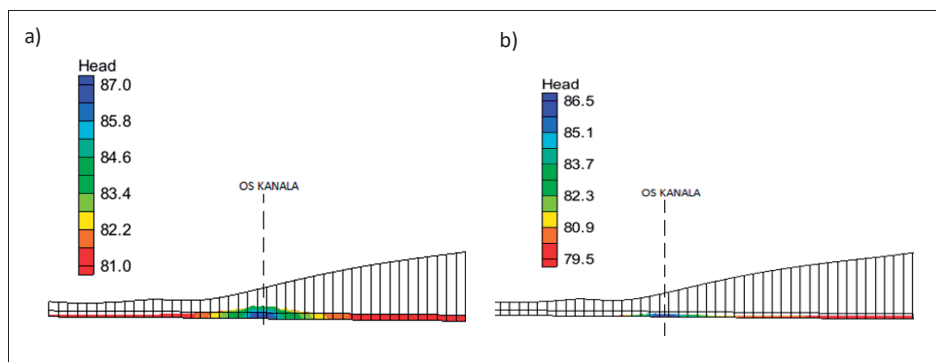 a)
Head
87.0
85.8
84.6
83.4
82.2
81.0
OS KANALA
b)
Head
86.5
85.1
83.7
82.3
80.9
79.5
OS KANALA